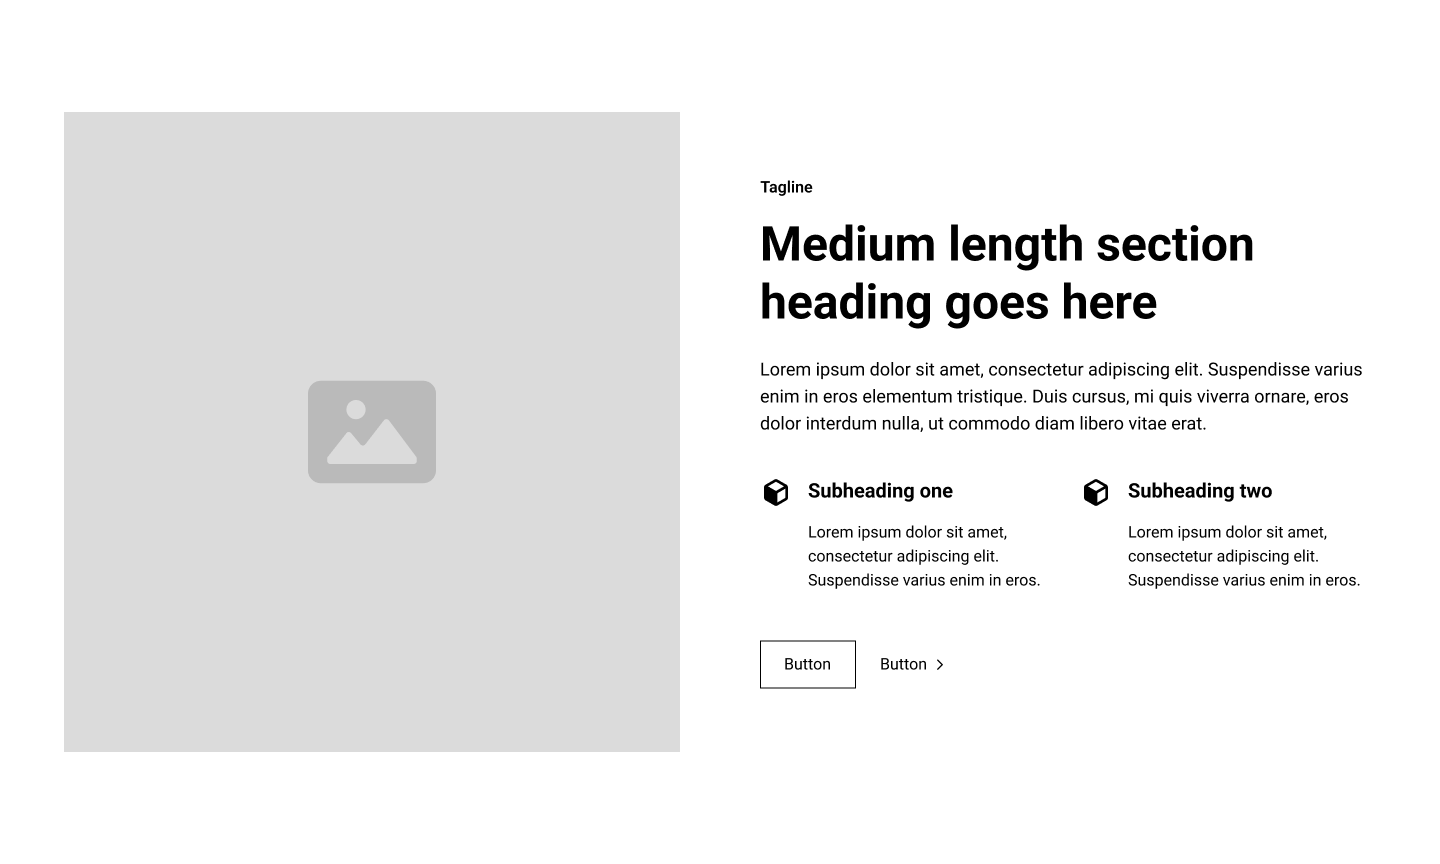 Tagline
Medium length section
heading goes here
Lorem ipsum dolor sit amet, consectetur adipiscing elit. Suspendisse varius
enim in eros elementum tristique. Duis cursus, mi quis viverra ornare, eros
dolor interdum nulla, ut commodo diam libero vitae erat.
Subheading one
Lorem ipsum dolor sit amet,
consectetur adipiscing elit.
Suspendisse varius enim in eros.
Subheading two
Lorem ipsum dolor sit amet,
consectetur adipiscing elit.
Suspendisse varius enim in eros.
Button
Button